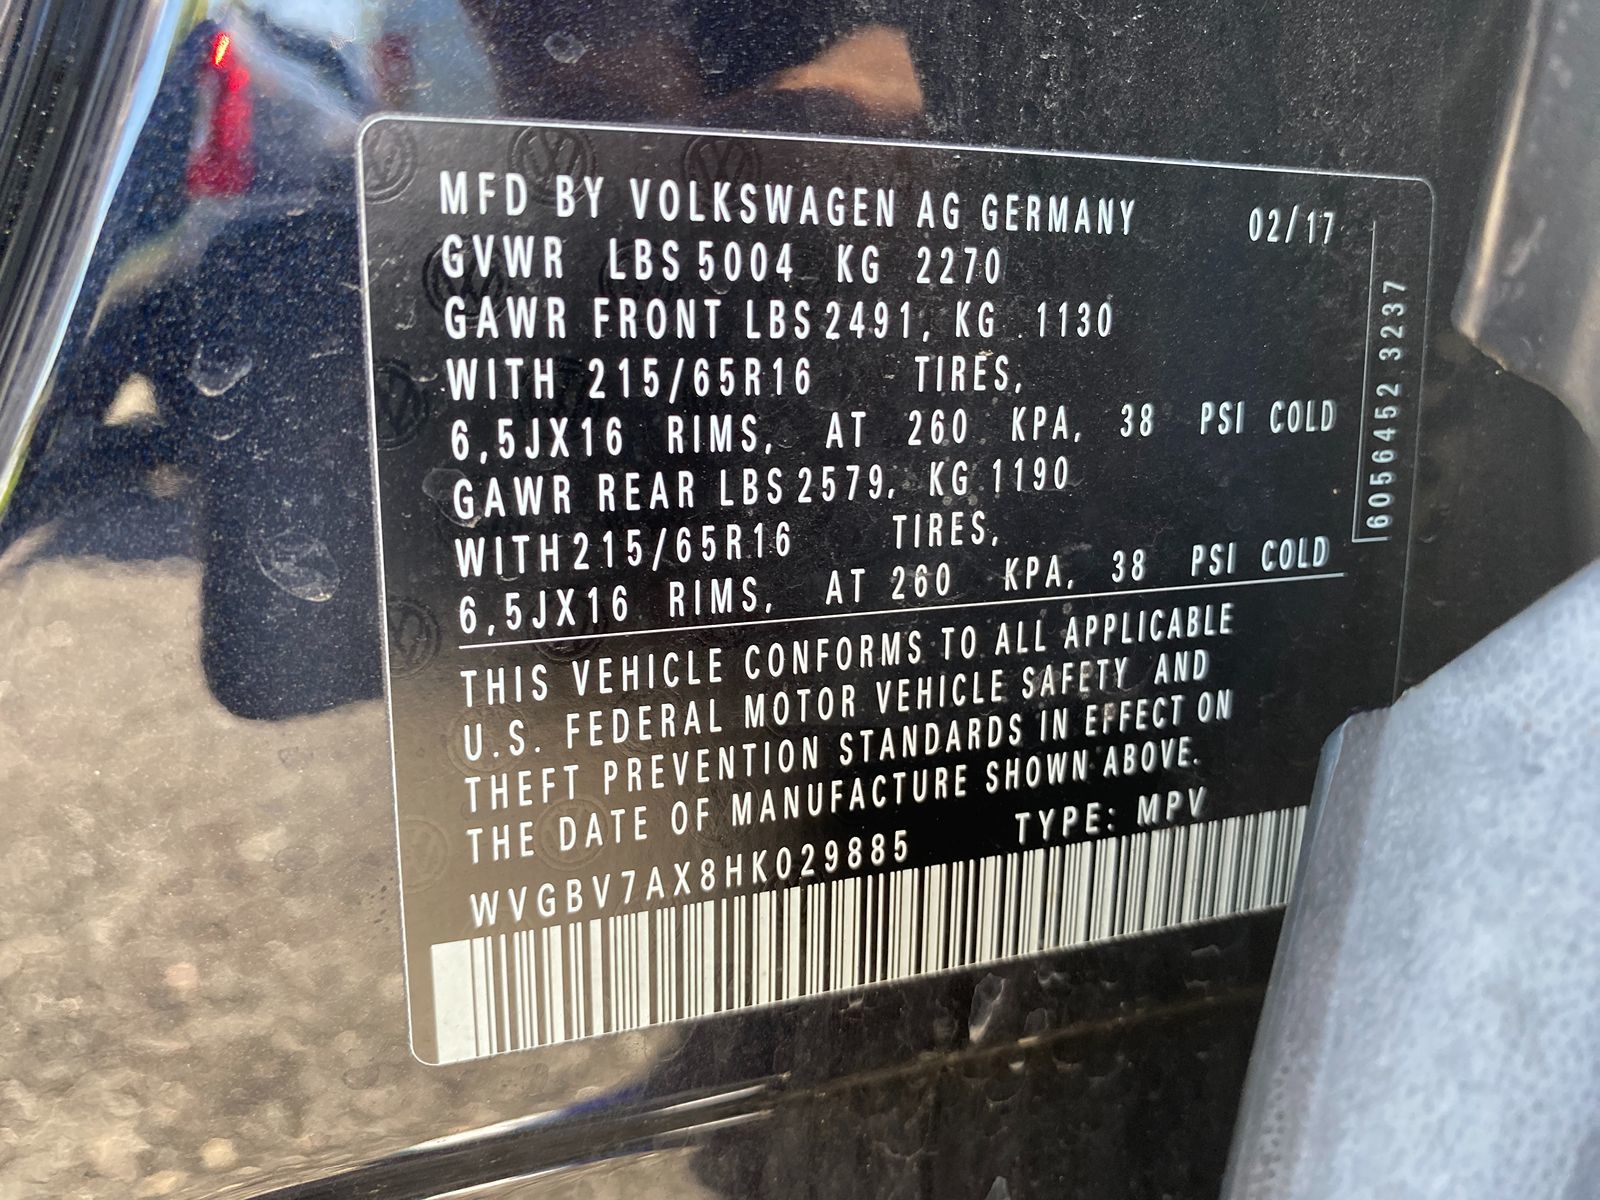 MFD BY VOLKSWAGEN AG GERMANY 02/17
GVWR LBS 5004 KG 2270
GAWR FRONT LBS 2491, KG 1130
WITH 215/65R16 TIRES,
6,5JX16 RIMS, AT 260 KPA, 38 PSI COLD
GAWR REAR LBS 2579, KG 1190
WITH 215/65R16 TIRES,
6,5JX16 RIMS, AT 260 KPA, 38 PSI COLD
6056452 3237
THIS VEHICLE CONFORMS TO ALL APPLICABLE
U.S. FEDERAL MOTOR VEHICLE SAFETY AND
THEFT PREVENTION STANDARDS IN EFFECT ON
THE DATE OF MANUFACTURE SHOWN ABOVE.
WVGBV7AX8HK029885 TYPE: MPV